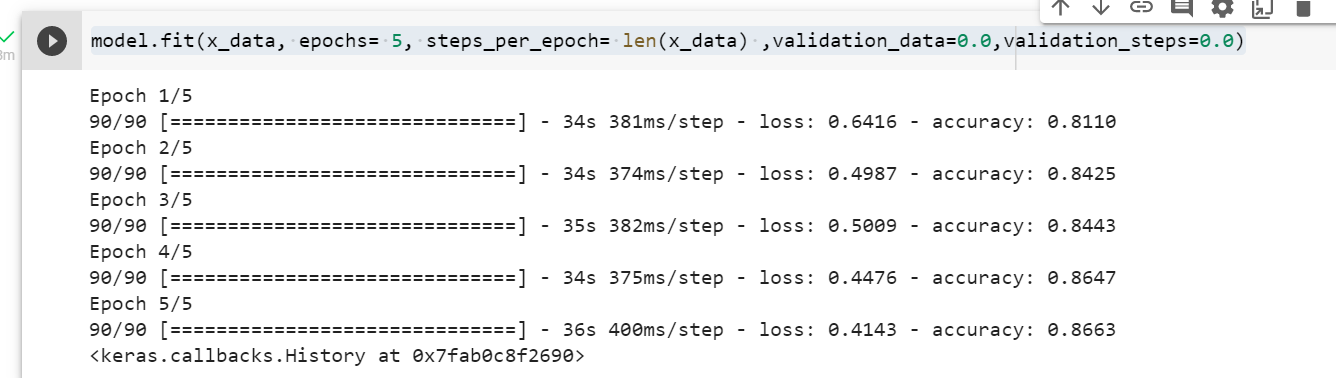 model.fit(x_data, epochs= 5, steps_per_epoch= len(x_data) ,validation_data=0.0,validation_steps=0.0)
Epoch 1/5
90/90 [==============================] - 34s 381ms/step - loss: 0.6416 - accuracy: 0.8110
Epoch 2/5
90/90 [==============================] - 34s 374ms/step - loss: 0.4987 - accuracy: 0.8425
Epoch 3/5
90/90 [==============================] - 35s 382ms/step - loss: 0.5009 - accuracy: 0.8443
Epoch 4/5
90/90 [==============================] - 34s 375ms/step - loss: 0.4476 - accuracy: 0.8647
Epoch 5/5
90/90 [==============================] - 36s 400ms/step - loss: 0.4143 - accuracy: 0.8663
<keras.callbacks.History at 0x7fab0c8f2690>